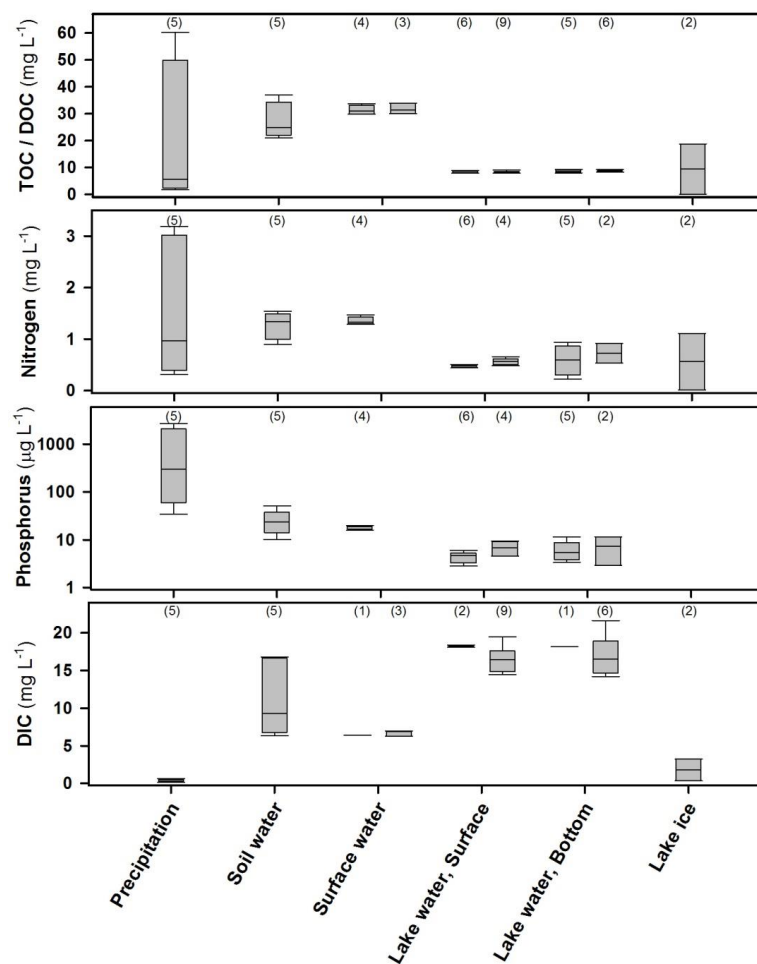 (5) (5) (4) (3) (6) (9) (5) (6) (2)
TOC / DOC (mg L⁻¹)
60
50
40
30
20
10
0
(5) (5) (4) (6) (4) (5) (2) (2)
Nitrogen (mg L⁻¹)
3
2
1
0
(5) (5) (4) (6) (4) (5) (2)
Phosphorus (µg L⁻¹)
1000
100
10
1
(5) (5) (1) (3) (2) (9) (1) (6) (2)
DIC (mg L⁻¹)
20
15
10
5
0
Precipitation
Soil water
Surface water
Lake water, Surface
Lake water, Bottom
Lake ice